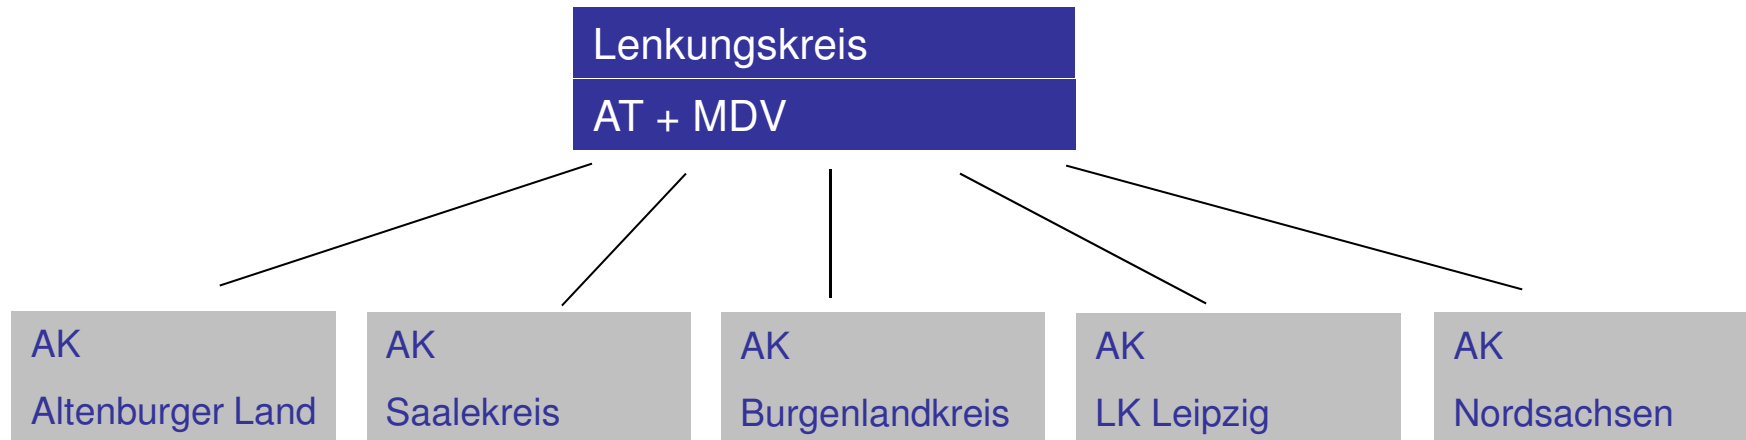 Lenkungskreis
AT + MDV
AK
Altenburger Land
AK
Saalekreis
AK
Burgenlandkreis
AK
LK Leipzig
AK
Nordsachsen